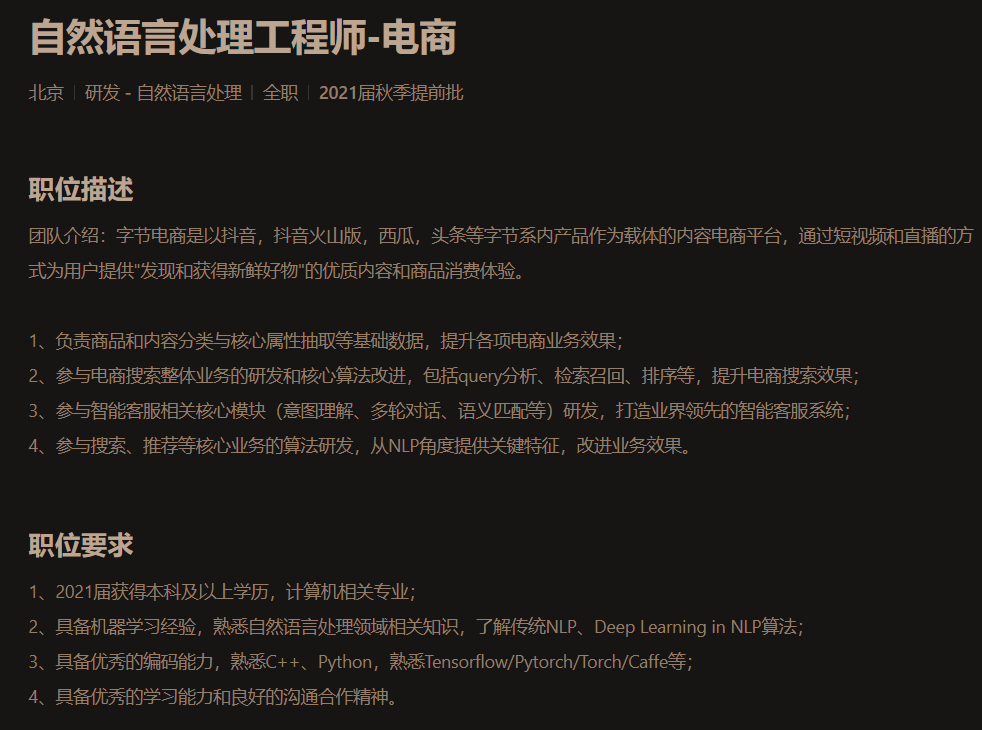 自然语言处理工程师-电商
北京 | 研发 - 自然语言处理 | 全职 | 2021届秋季提前批
职位描述
团队介绍：字节电商是以抖音，抖音火山版，西瓜，头条等字节系内产品作为载体的内容电商平台，通过短视频和直播的方
式为用户提供"发现和获得新鲜好物"的优质内容和商品消费体验。
1、负责商品和内容分类与核心属性抽取等基础数据，提升各项电商业务效果；
2、参与电商搜索整体业务的研发和核心算法改进，包括query分析、检索召回、排序等，提升电商搜索效果；
3、参与智能客服相关核心模块（意图理解、多轮对话、语义匹配等）研发，打造业界领先的智能客服系统；
4、参与搜索、推荐等核心业务的算法研发，从NLP角度提供关键特征，改进业务效果。
职位要求
1、2021届获得本科及以上学历，计算机相关专业；
2、具备机器学习经验，熟悉自然语言处理领域相关知识，了解传统NLP、Deep Learning in NLP算法；
3、具备优秀的编码能力，熟悉C++、Python，熟悉Tensorflow/Pytorch/Torch/Caffe等；
4、具备优秀的学习能力和良好的沟通合作精神。